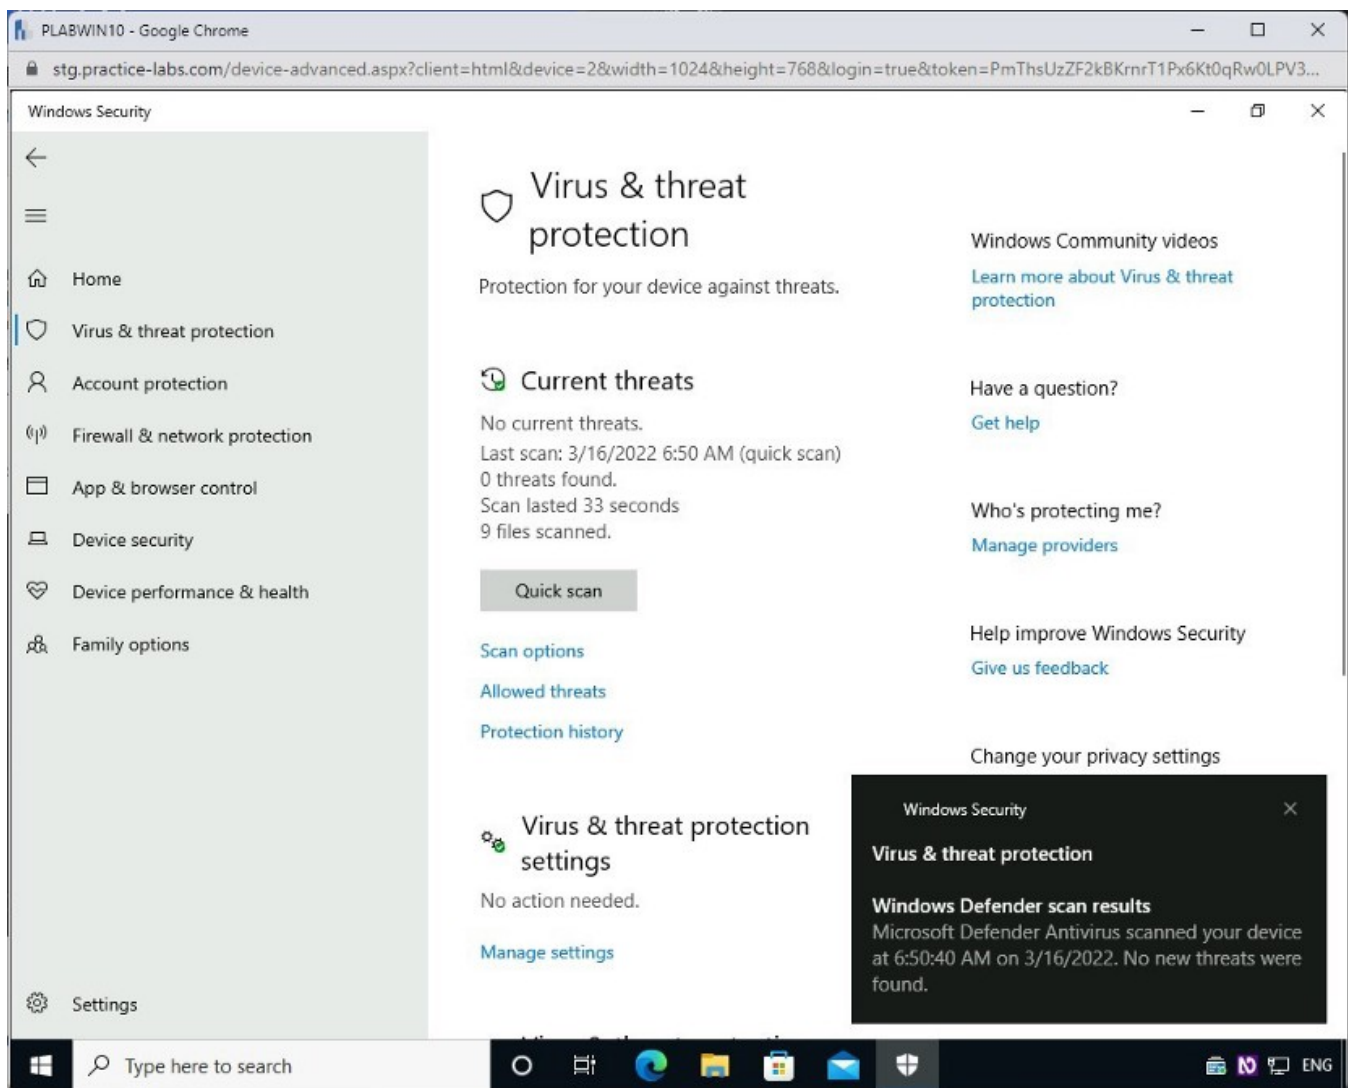 PLABWIN10 - Google Chrome
stg.practice-labs.com/device-advanced.aspx?client=html&device=2&width=1024&height=768&login=true&token=PmThsUzZF2kBKrnrT1Px6Kt0qRw0LPV3...
Windows Security
Home
Virus & threat protection
Account protection
Firewall & network protection
App & browser control
Device security
Device performance & health
Family options
Settings
Virus & threat
protection
Protection for your device against threats.
Current threats
No current threats.
Last scan: 3/16/2022 6:50 AM (quick scan)
0 threats found.
Scan lasted 33 seconds
9 files scanned.
Quick scan
Scan options
Allowed threats
Protection history
Virus & threat protection
settings
No action needed.
Manage settings
Windows Community videos
Learn more about Virus & threat
protection
Have a question?
Get help
Who's protecting me?
Manage providers
Help improve Windows Security
Give us feedback
Change your privacy settings
Windows Security
Virus & threat protection
Windows Defender scan results
Microsoft Defender Antivirus scanned your device
at 6:50:40 AM on 3/16/2022. No new threats were
found.
Type here to search
ENG